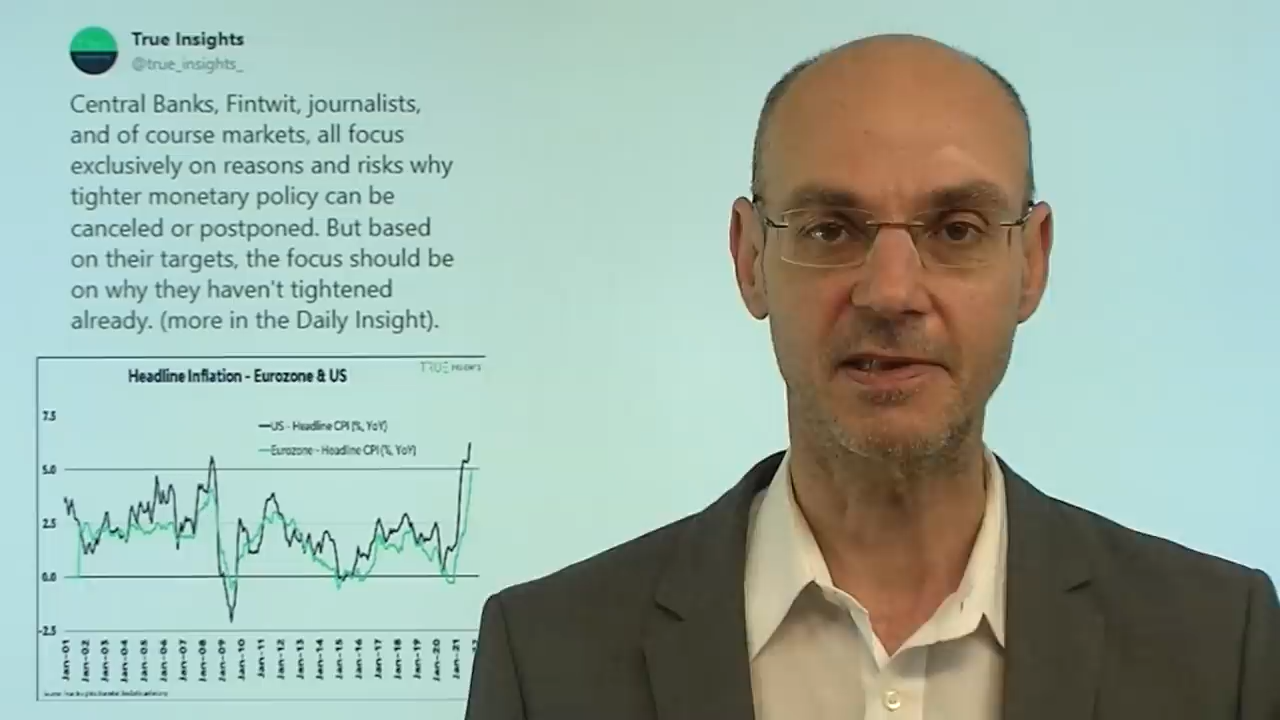 True Insights
@true_insights_
Central Banks, Fintwit, journalists,
and of course markets, all focus
exclusively on reasons and risks why
tighter monetary policy can be
canceled or postponed. But based
on their targets, the focus should be
on why they haven't tightened
already. (more in the Daily Insight).
TRUE INSIGHTS
Headline Inflation - Eurozone & US
7.5
US - Headline CPI (%, YoY)
Eurozone - Headline CPI (%, YoY)
5.0
2.5
0.0
-2.5
Jan-01 Jan-02 Jan-03 Jan-04 Jan-05 Jan-06 Jan-07 Jan-08 Jan-09 Jan-10 Jan-11 Jan-12 Jan-13 Jan-14 Jan-15 Jan-16 Jan-17 Jan-18 Jan-19 Jan-20 Jan-21